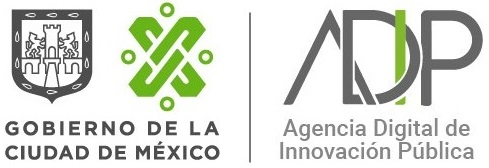 GOBIERNO DE LA
CIUDAD DE MÉXICO
ADIP
Agencia Digital de
Innovación Pública